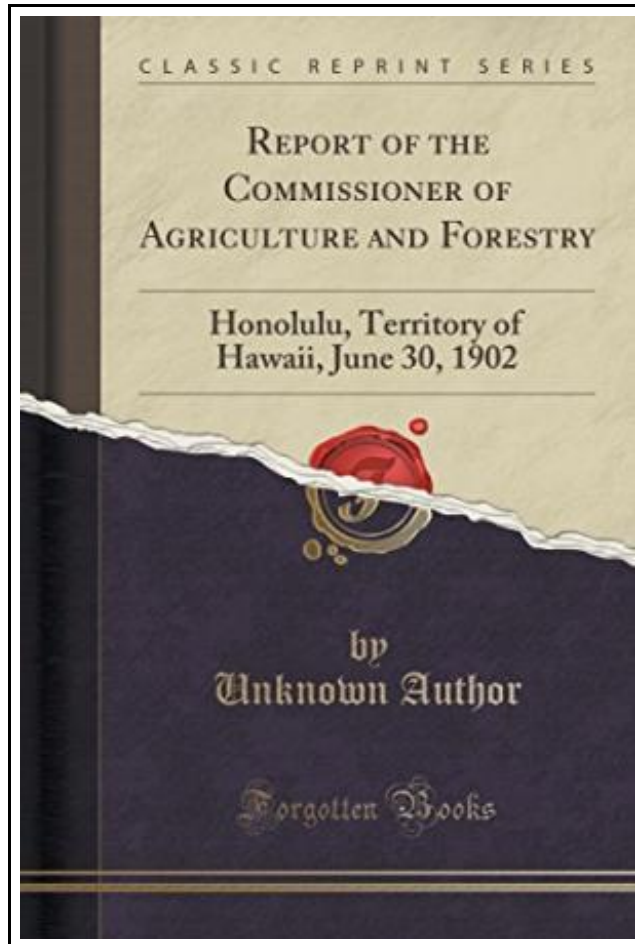 CLASSIC REPRINT SERIES
REPORT OF THE
COMMISSIONER OF
AGRICULTURE AND FORESTRY
Honolulu, Territory of
Hawaii, June 30, 1902
by
Unknown Author
Forgotten Books